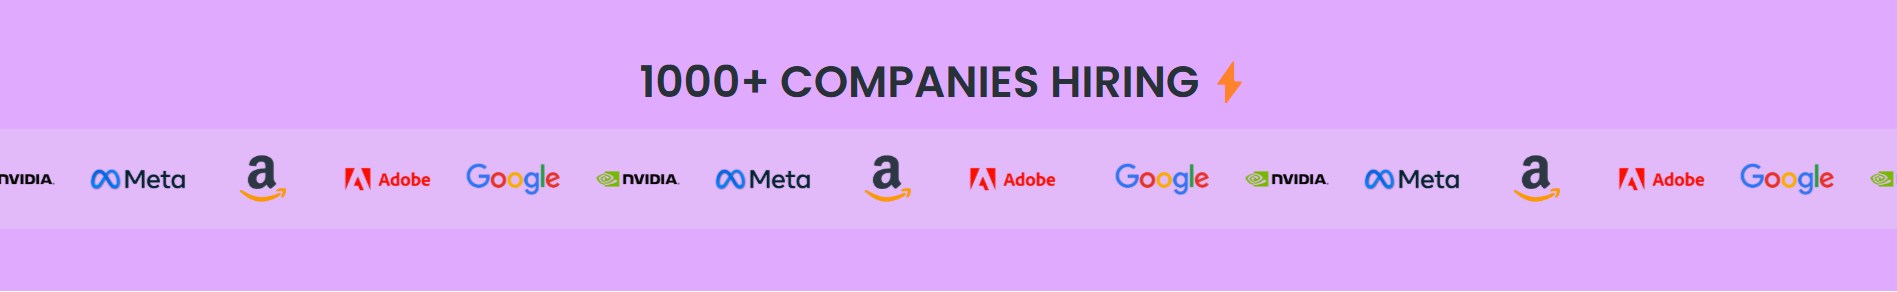 1000+ COMPANIES HIRING
NVIDIA. Meta a Adobe Google NVIDIA. Meta a Adobe Google NVIDIA. Meta a Adobe Google